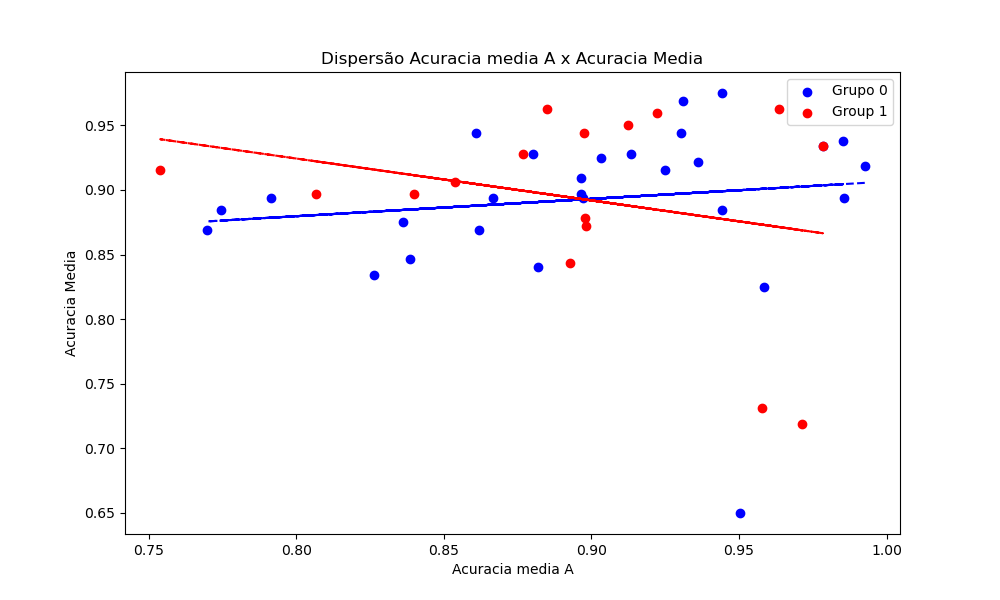 Dispersão Acuracia media A x Acuracia Media
Grupo 0
Group 1
Acuracia Media
0.95
0.90
0.85
0.80
0.75
0.70
0.65
0.75
0.80
0.85
0.90
0.95
1.00
Acuracia media A